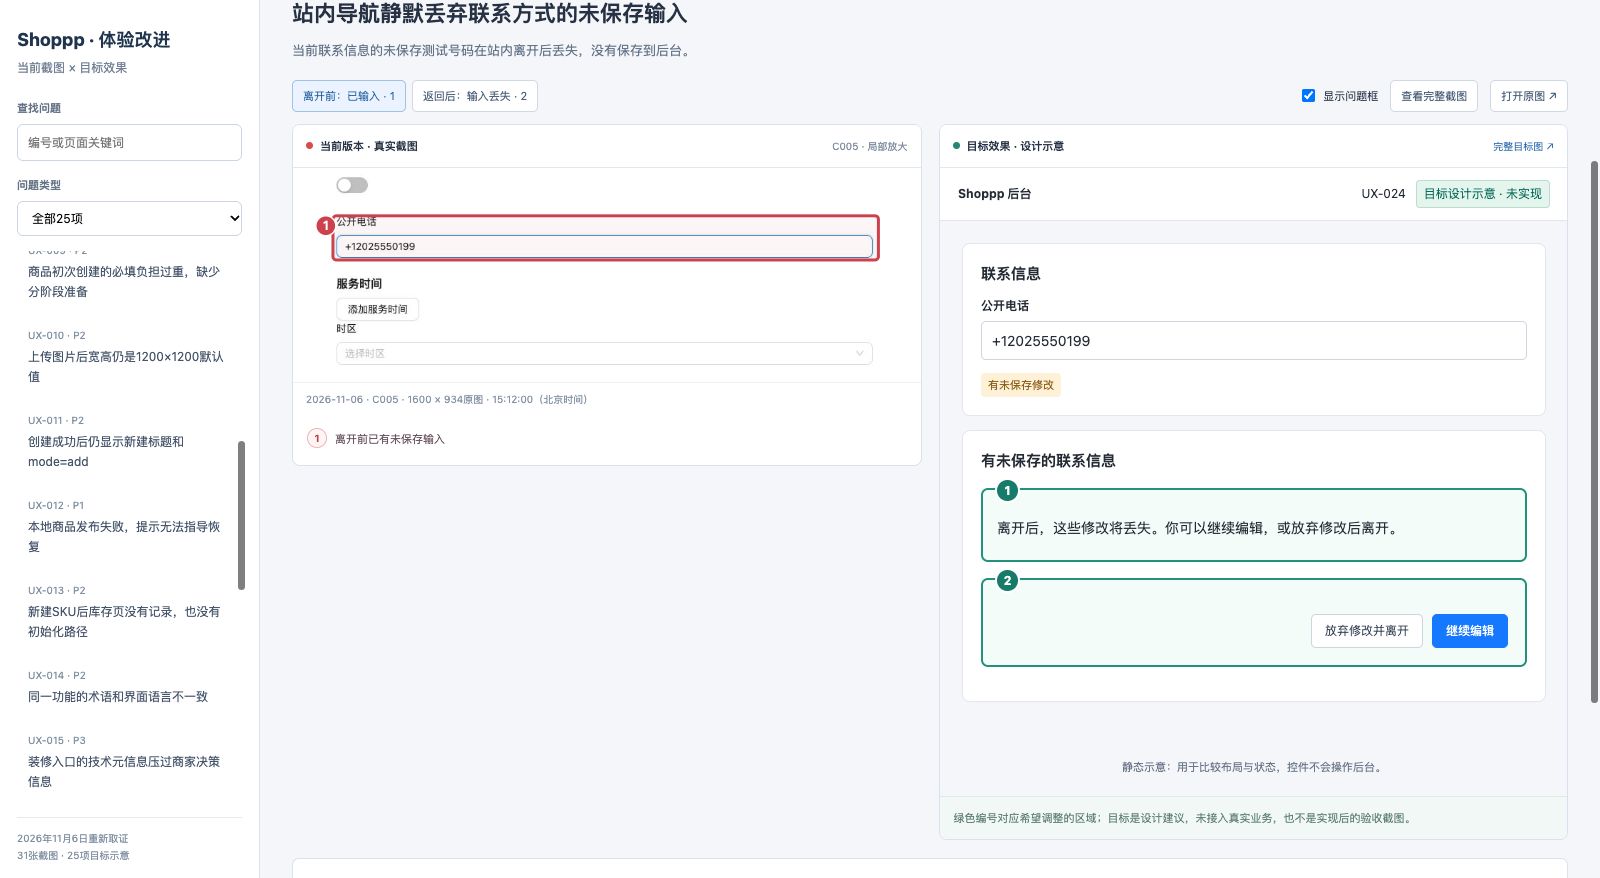 Shoppp · 体验改进
当前截图 × 目标效果
查找问题
编号或页面关键词
问题类型
全部25项
UX-009 · P2
商品初次创建的必填负担过重，缺少
分阶段准备
UX-010 · P2
上传图片后宽高仍是1200×1200默认
值
UX-011 · P2
创建成功后仍显示新建标题和
mode=add
UX-012 · P1
本地商品发布失败，提示无法指导恢
复
UX-013 · P2
新建SKU后库存页没有记录，也没有
初始化路径
UX-014 · P2
同一功能的术语和界面语言不一致
UX-015 · P3
装修入口的技术元信息压过商家决策
信息
2026年11月6日重新取证
31张截图 · 25项目标示意
站内导航静默丢弃联系方式的未保存输入
当前联系信息的未保存测试号码在站内离开后丢失，没有保存到后台。
离开前：已输入 · 1
返回后：输入丢失 · 2
显示问题框
查看完整截图
打开原图 ↗
当前版本 · 真实截图
C005 · 局部放大
1
公开电话
+12025550199
服务时间
添加服务时间
时区
选择时区
2026-11-06 · C005 · 1600 × 934原图 · 15:12:00（北京时间）
1 离开前已有未保存输入
目标效果 · 设计示意
完整目标图 ↗
Shoppp 后台
UX-024
目标设计示意 · 未实现
联系信息
公开电话
+12025550199
有未保存修改
有未保存的联系信息
1
离开后，这些修改将丢失。你可以继续编辑，或放弃修改后离开。
2
放弃修改并离开
继续编辑
静态示意：用于比较布局与状态，控件不会操作后台。
绿色编号对应希望调整的区域；目标是设计建议，未接入真实业务，也不是实现后的验收截图。